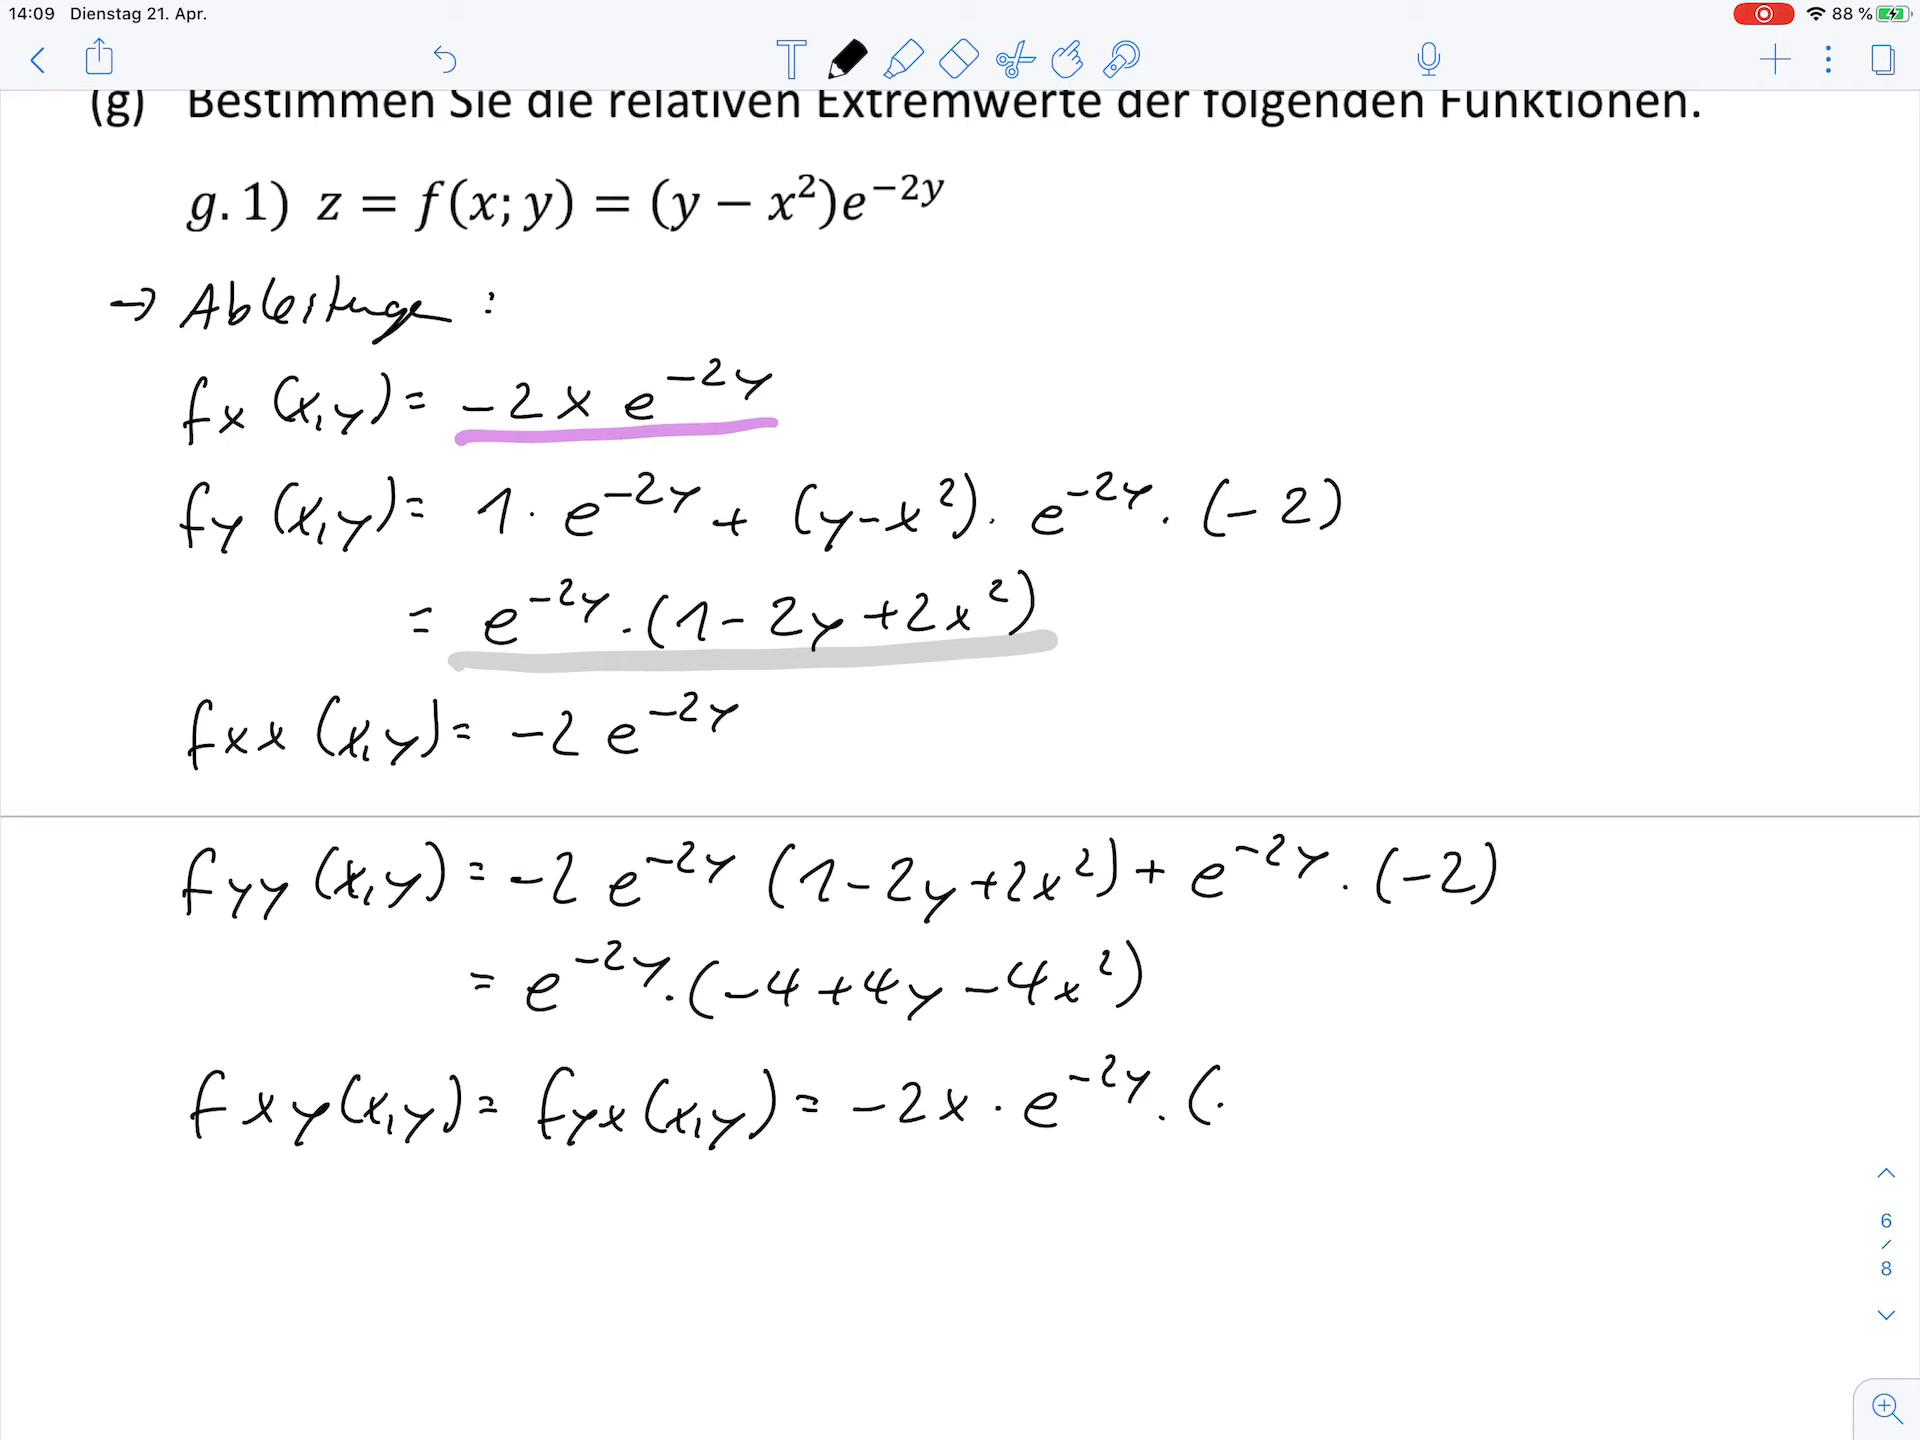 14:09 Dienstag 21. Apr. 88 %
(g) Bestimmen Sie die relativen Extremwerte der folgenden Funktionen.
g. 1) z = f(x; y) = (y − x²)e⁻²ʸ
→ Ableitungen :
fx (x,y) = −2x e⁻²ʸ
fy (x,y) = 1 · e⁻²ʸ + (y−x²) · e⁻²ʸ · (−2)
= e⁻²ʸ · (1 − 2y + 2x²)
fxx (x,y) = −2 e⁻²ʸ
fyy (x,y) = −2 e⁻²ʸ (1−2y+2x²) + e⁻²ʸ · (−2)
= e⁻²ʸ · (−4 + 4y − 4x²)
fxy(x,y) = fyx (x,y) = −2x · e⁻²ʸ · (
6
/
8